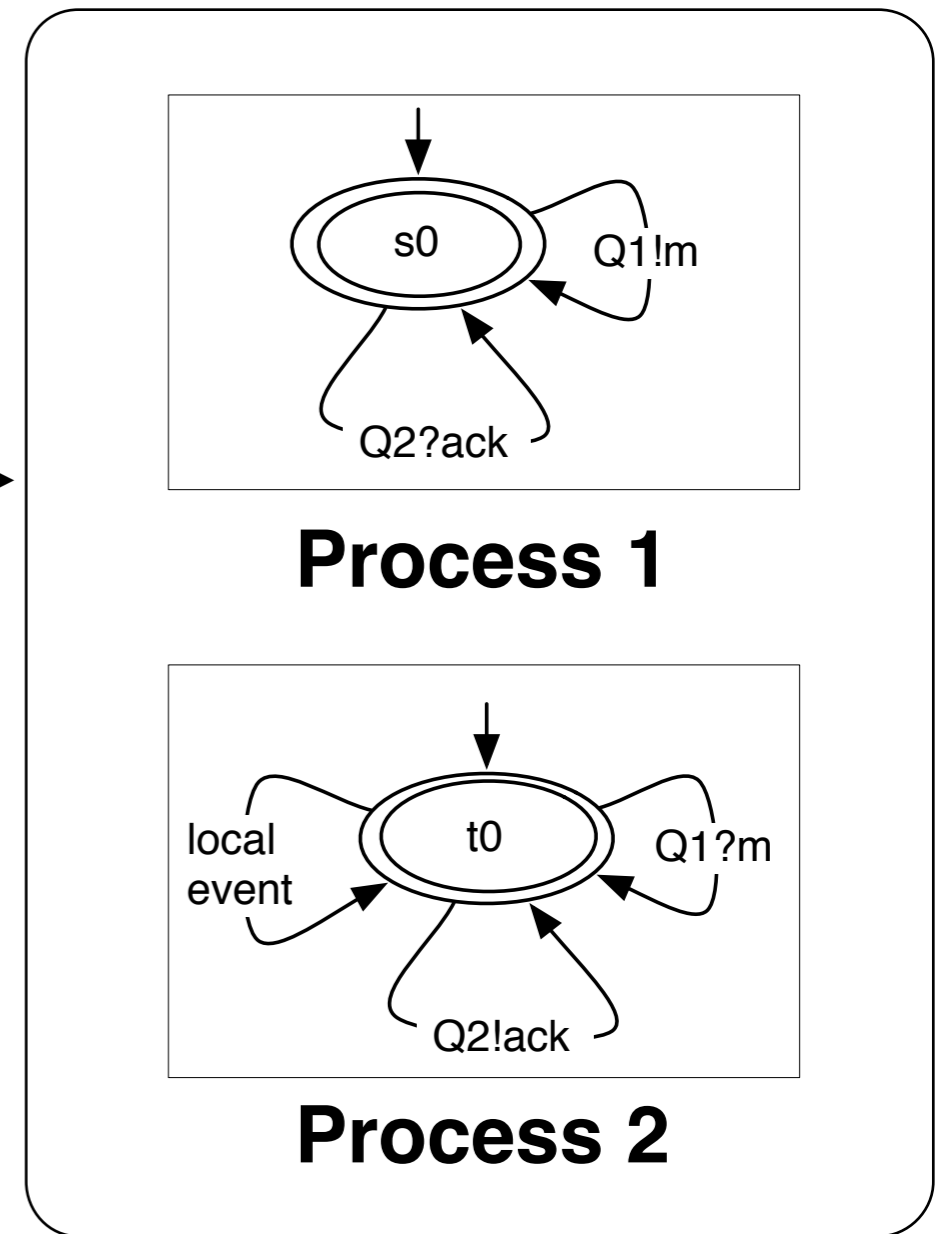 s0
Q1!m
Q2?ack
Process 1
t0
local
event
Q1?m
Q2!ack
Process 2